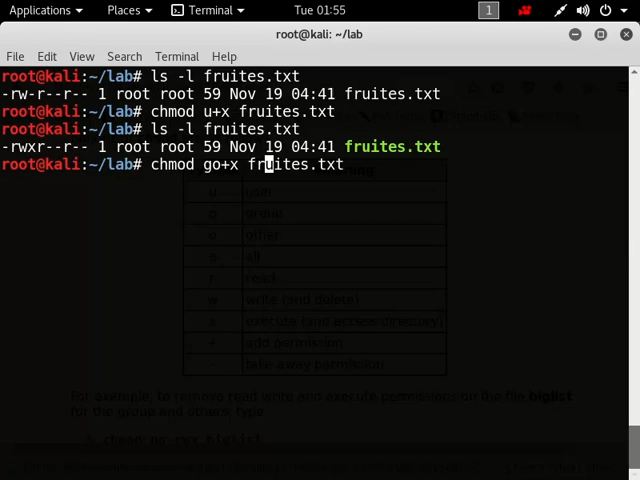 Applications Places Terminal Tue 01:55 1
root@kali: ~/lab
File Edit View Search Terminal Help
root@kali:~/lab# ls -l fruites.txt
-rw-r--r-- 1 root root 59 Nov 19 04:41 fruites.txt
root@kali:~/lab# chmod u+x fruites.txt
root@kali:~/lab# ls -l fruites.txt
-rwxr--r-- 1 root root 59 Nov 19 04:41 fruites.txt
root@kali:~/lab# chmod go+x fruites.txt
u user
g group
o other
a all
r read
w write (and delete)
x execute (and access directory)
+ add permission
- take away permission
For example, to remove read write and execute permissions on the file biglist
for the group and others, type
chmod go-rwx biglist